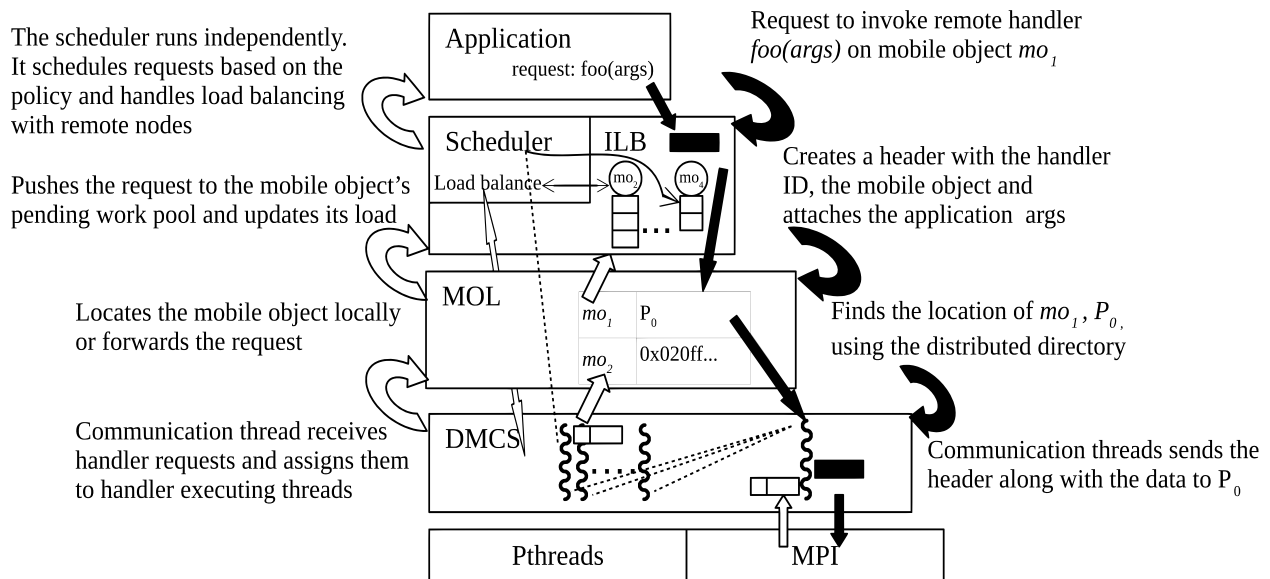 The scheduler runs independently.
It schedules requests based on the
policy and handles load balancing
with remote nodes
Pushes the request to the mobile object’s
pending work pool and updates its load
Locates the mobile object locally
or forwards the request
Communication thread receives
handler requests and assigns them
to handler executing threads
Application
request: foo(args)
Scheduler
ILB
Load balance
mo2
mo4
...
MOL
mo1
P0
mo2
0x020ff...
DMCS
.....
Pthreads
MPI
Request to invoke remote handler
foo(args) on mobile object mo1
Creates a header with the handler
ID, the mobile object and
attaches the application args
Finds the location of mo1, P0,
using the distributed directory
Communication threads sends the
header along with the data to P0